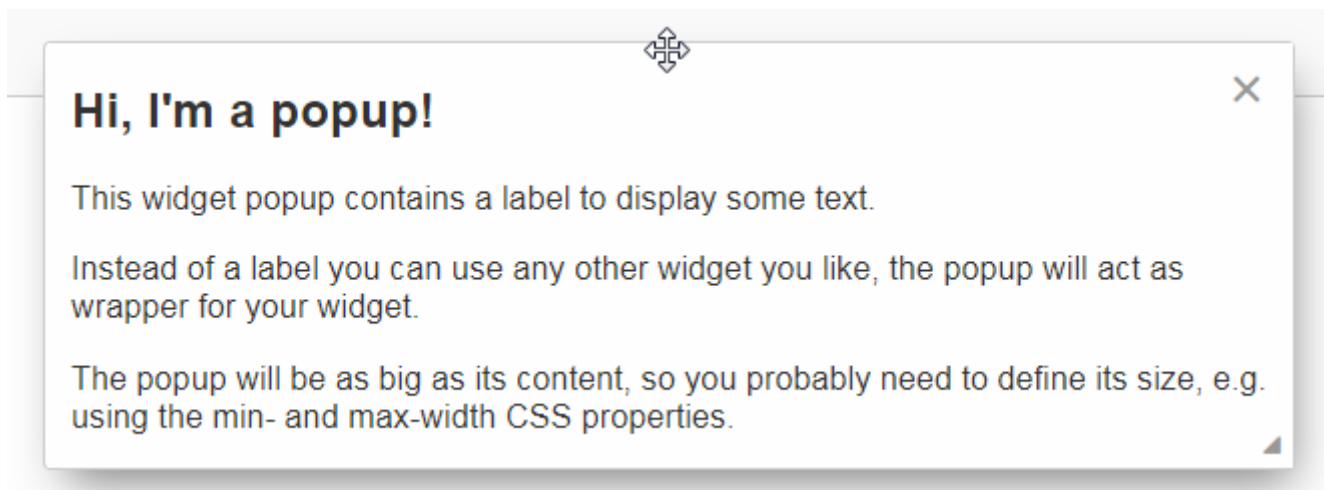 Hi, I'm a popup!
This widget popup contains a label to display some text.
Instead of a label you can use any other widget you like, the popup will act as
wrapper for your widget.
The popup will be as big as its content, so you probably need to define its size, e.g.
using the min- and max-width CSS properties.